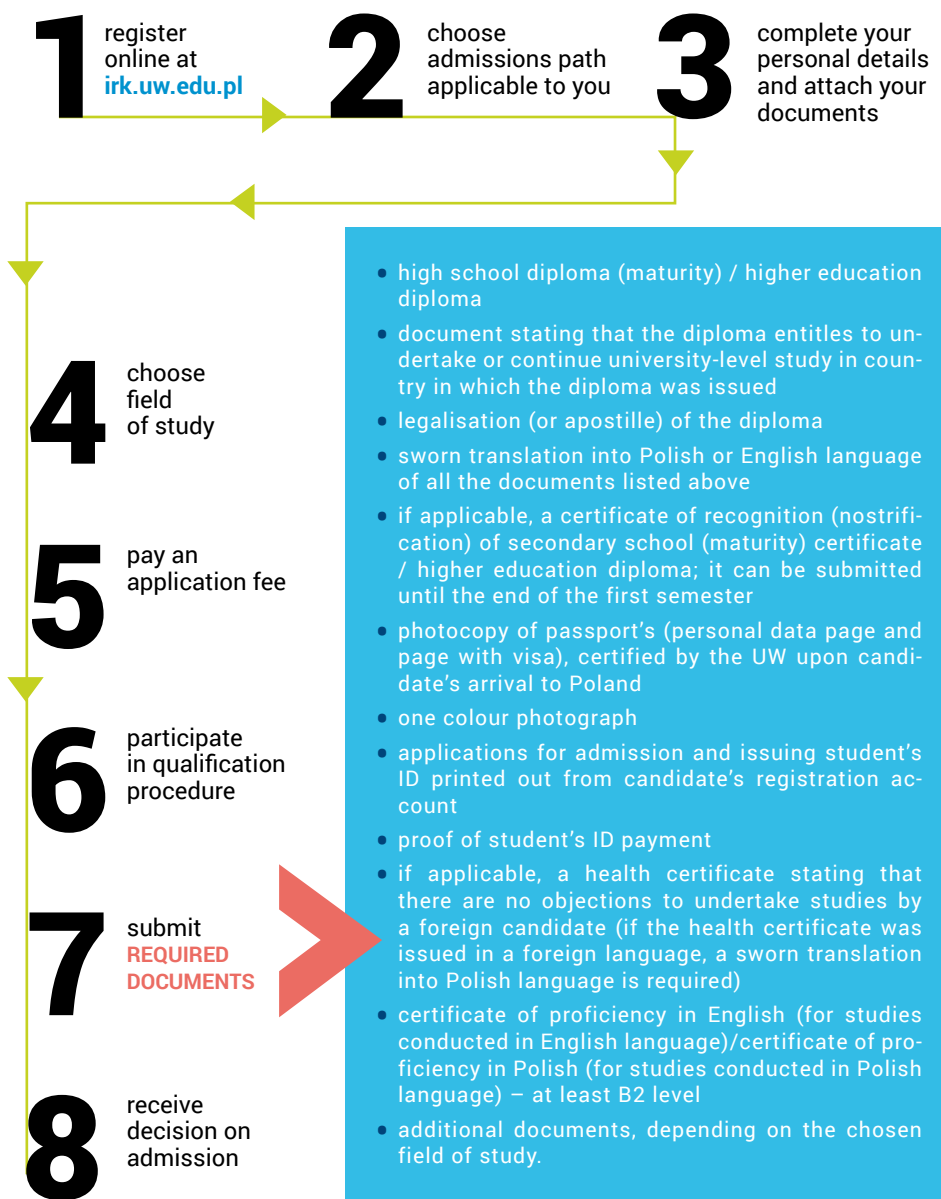 1
register
online at
irk.uw.edu.pl
2
choose
admissions path
applicable to you
3
complete your
personal details
and attach your
documents
4
choose
field
of study
5
pay an
application fee
6
participate
in qualification
procedure
7
submit
REQUIRED
DOCUMENTS
• high school diploma (maturity) / higher education
diploma
• document stating that the diploma entitles to un-
dertake or continue university-level study in coun-
try in which the diploma was issued
• legalisation (or apostille) of the diploma
• sworn translation into Polish or English language
of all the documents listed above
• if applicable, a certificate of recognition (nostrifi-
cation) of secondary school (maturity) certificate
/ higher education diploma; it can be submitted
until the end of the first semester
• photocopy of passport's (personal data page and
page with visa), certified by the UW upon candi-
date's arrival to Poland
• one colour photograph
• applications for admission and issuing student's
ID printed out from candidate's registration ac-
count
• proof of student's ID payment
• if applicable, a health certificate stating that
there are no objections to undertake studies by
a foreign candidate (if the health certificate was
issued in a foreign language, a sworn translation
into Polish language is required)
• certificate of proficiency in English (for studies
conducted in English language)/certificate of pro-
ficiency in Polish (for studies conducted in Polish
language) – at least B2 level
• additional documents, depending on the chosen
field of study.
8
receive
decision on
admission